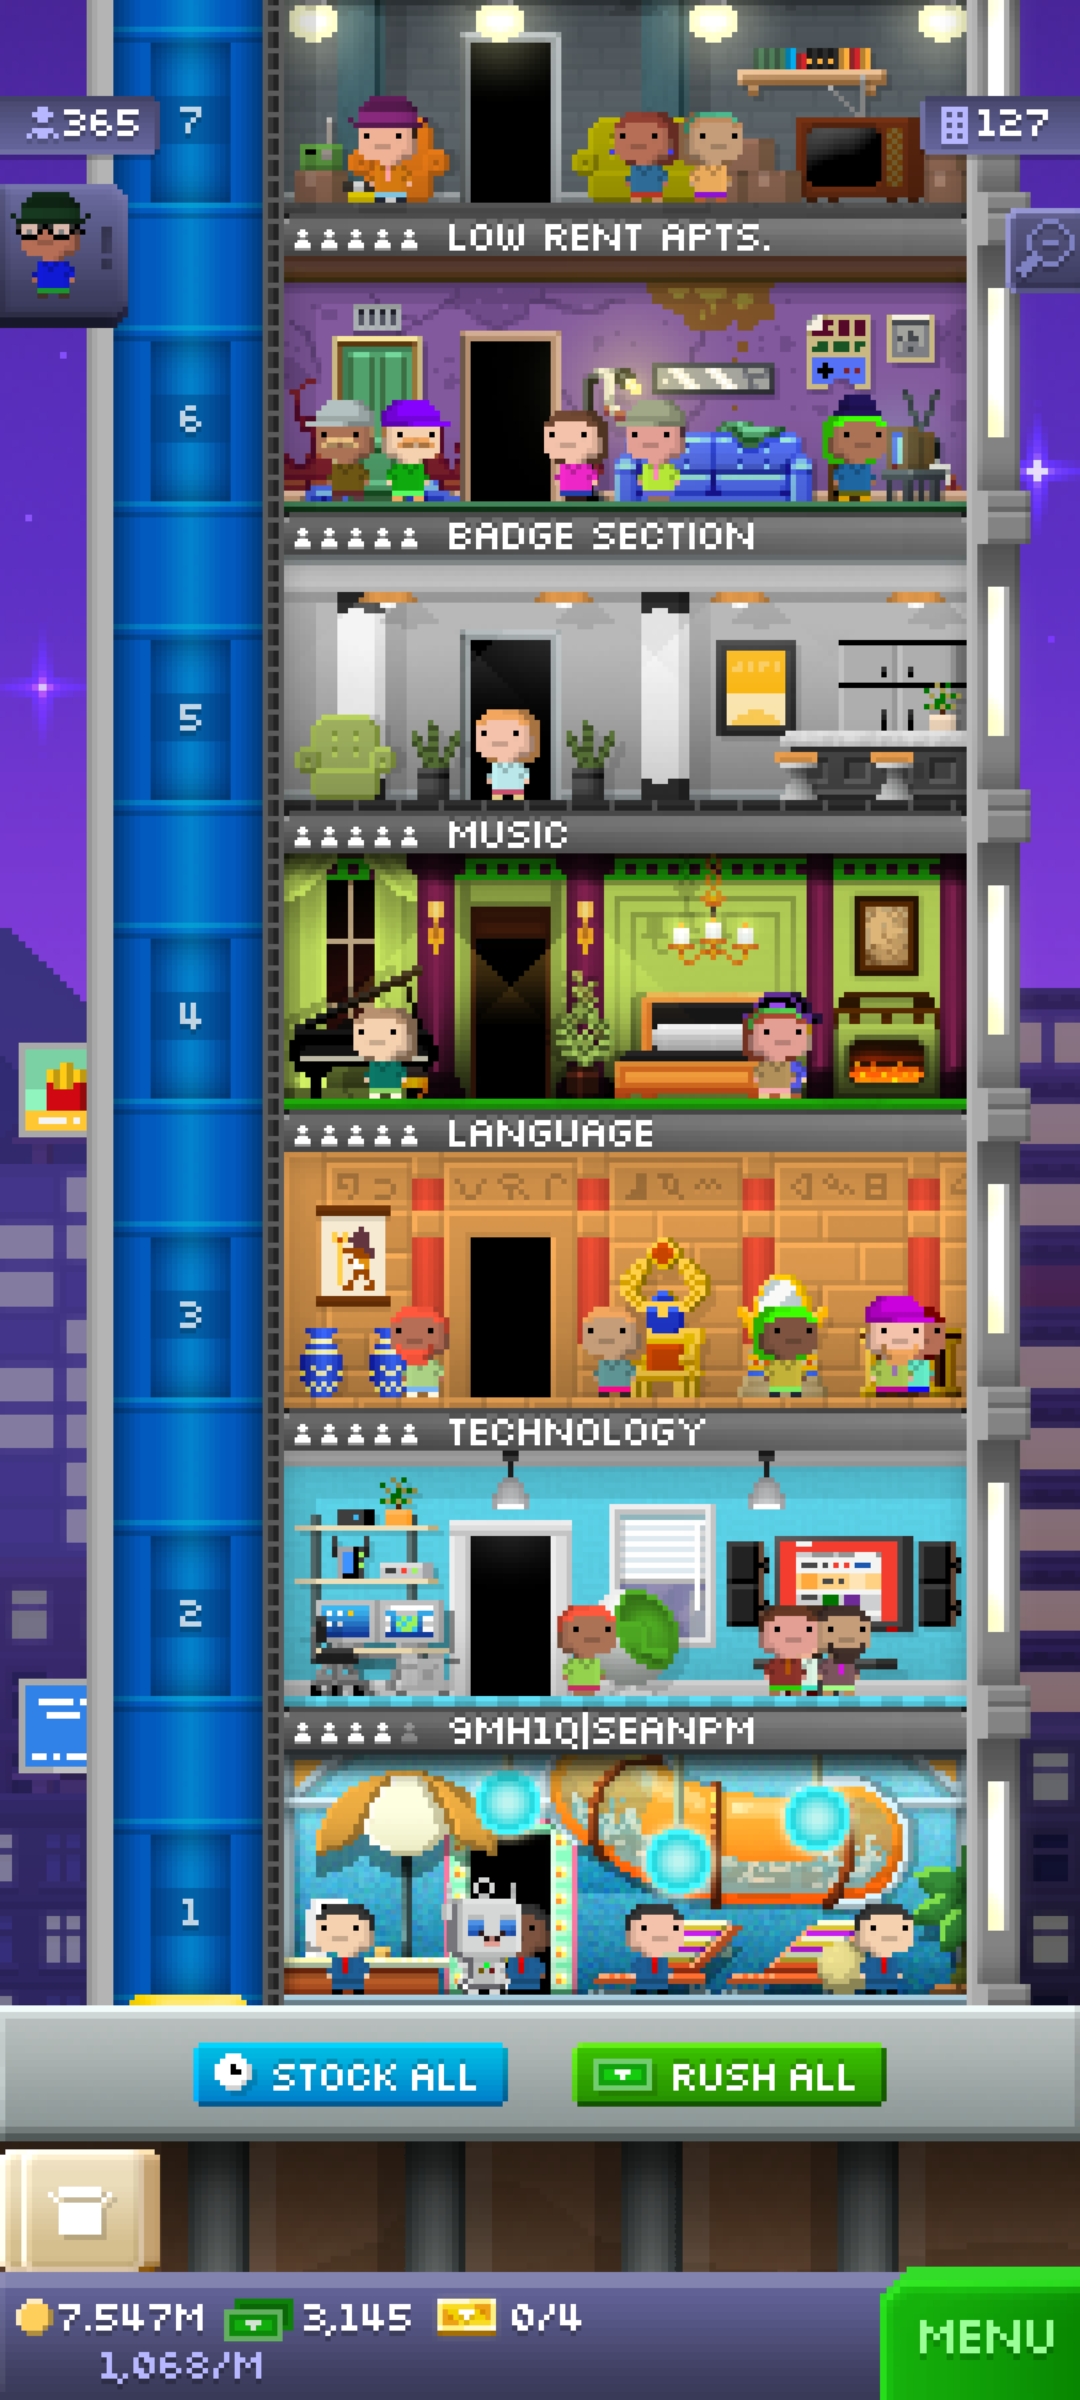 7
365
127
LOW RENT APTS.
6
BADGE SECTION
5
MUSIC
4
LANGUAGE
3
TECHNOLOGY
2
9MH1Q|SEANPM
1
STOCK ALL
RUSH ALL
7.547M
3,145
0/4
1,068/M
MENU